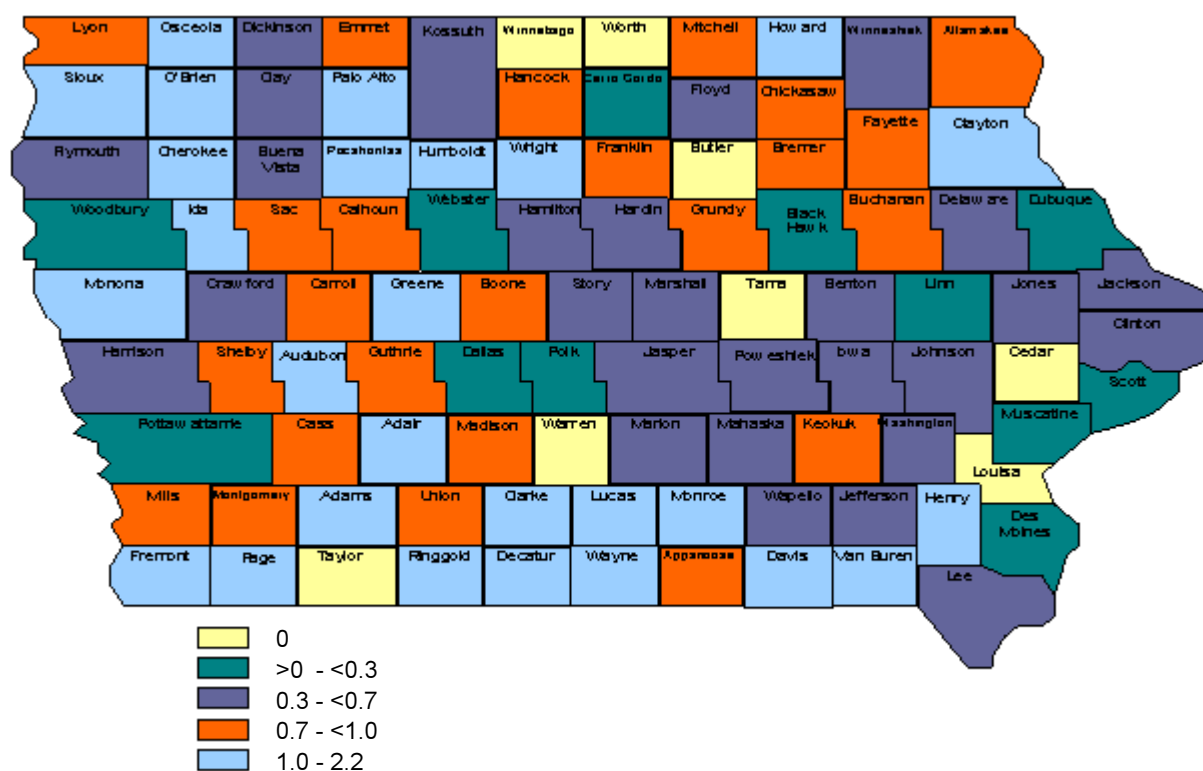 Lyon
Osceola
Dickinson
Emmet
Kossuth
Winnebago
Worth
Mitchell
Howard
Winneshiek
Allamakee
Sioux
O'Brien
Clay
Palo Alto
Hancock
Cerro Gordo
Floyd
Chickasaw
Fayette
Clayton
Plymouth
Cherokee
Buena
Vista
Pocahontas
Humboldt
Wright
Franklin
Butler
Bremer
Woodbury
Ida
Sac
Calhoun
Webster
Hamilton
Hardin
Grundy
Black
Hawk
Buchanan
Delaware
Dubuque
Monona
Crawford
Carroll
Greene
Boone
Story
Marshall
Tama
Benton
Linn
Jones
Jackson
Clinton
Harrison
Shelby
Audubon
Guthrie
Dallas
Polk
Jasper
Poweshiek
Iowa
Johnson
Cedar
Scott
Muscatine
Pottawattamie
Cass
Adair
Madison
Warren
Marion
Mahaska
Keokuk
Washington
Louisa
Mills
Montgomery
Adams
Union
Clarke
Lucas
Monroe
Wapello
Jefferson
Henry
Des
Moines
Fremont
Page
Taylor
Ringgold
Decatur
Wayne
Appanoose
Davis
Van Buren
Lee
0
>0 - <0.3
0.3 - <0.7
0.7 - <1.0
1.0 - 2.2